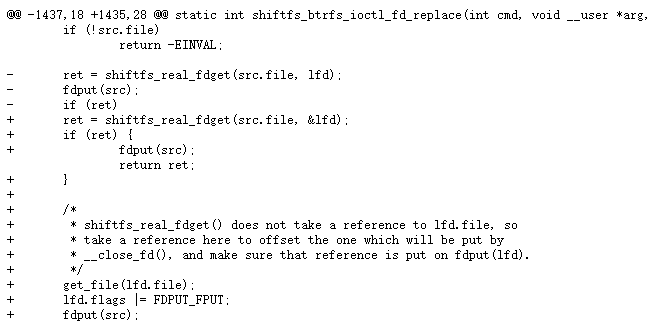 @@ -1437,18 +1435,28 @@ static int shiftfs_btrfs_ioctl_fd_replace(int cmd, void __user *arg,
        if (!src.file)
                return -EINVAL;

-       ret = shiftfs_real_fdget(src.file, lfd);
-       fdput(src);
-       if (ret)
+       ret = shiftfs_real_fdget(src.file, &lfd);
+       if (ret) {
+               fdput(src);
                return ret;
+       }
+
+       /*
+        * shiftfs_real_fdget() does not take a reference to lfd.file, so
+        * take a reference here to offset the one which will be put by
+        * __close_fd(), and make sure that reference is put on fdput(lfd).
+        */
+       get_file(lfd.file);
+       lfd.flags |= FDPUT_FPUT;
+       fdput(src);